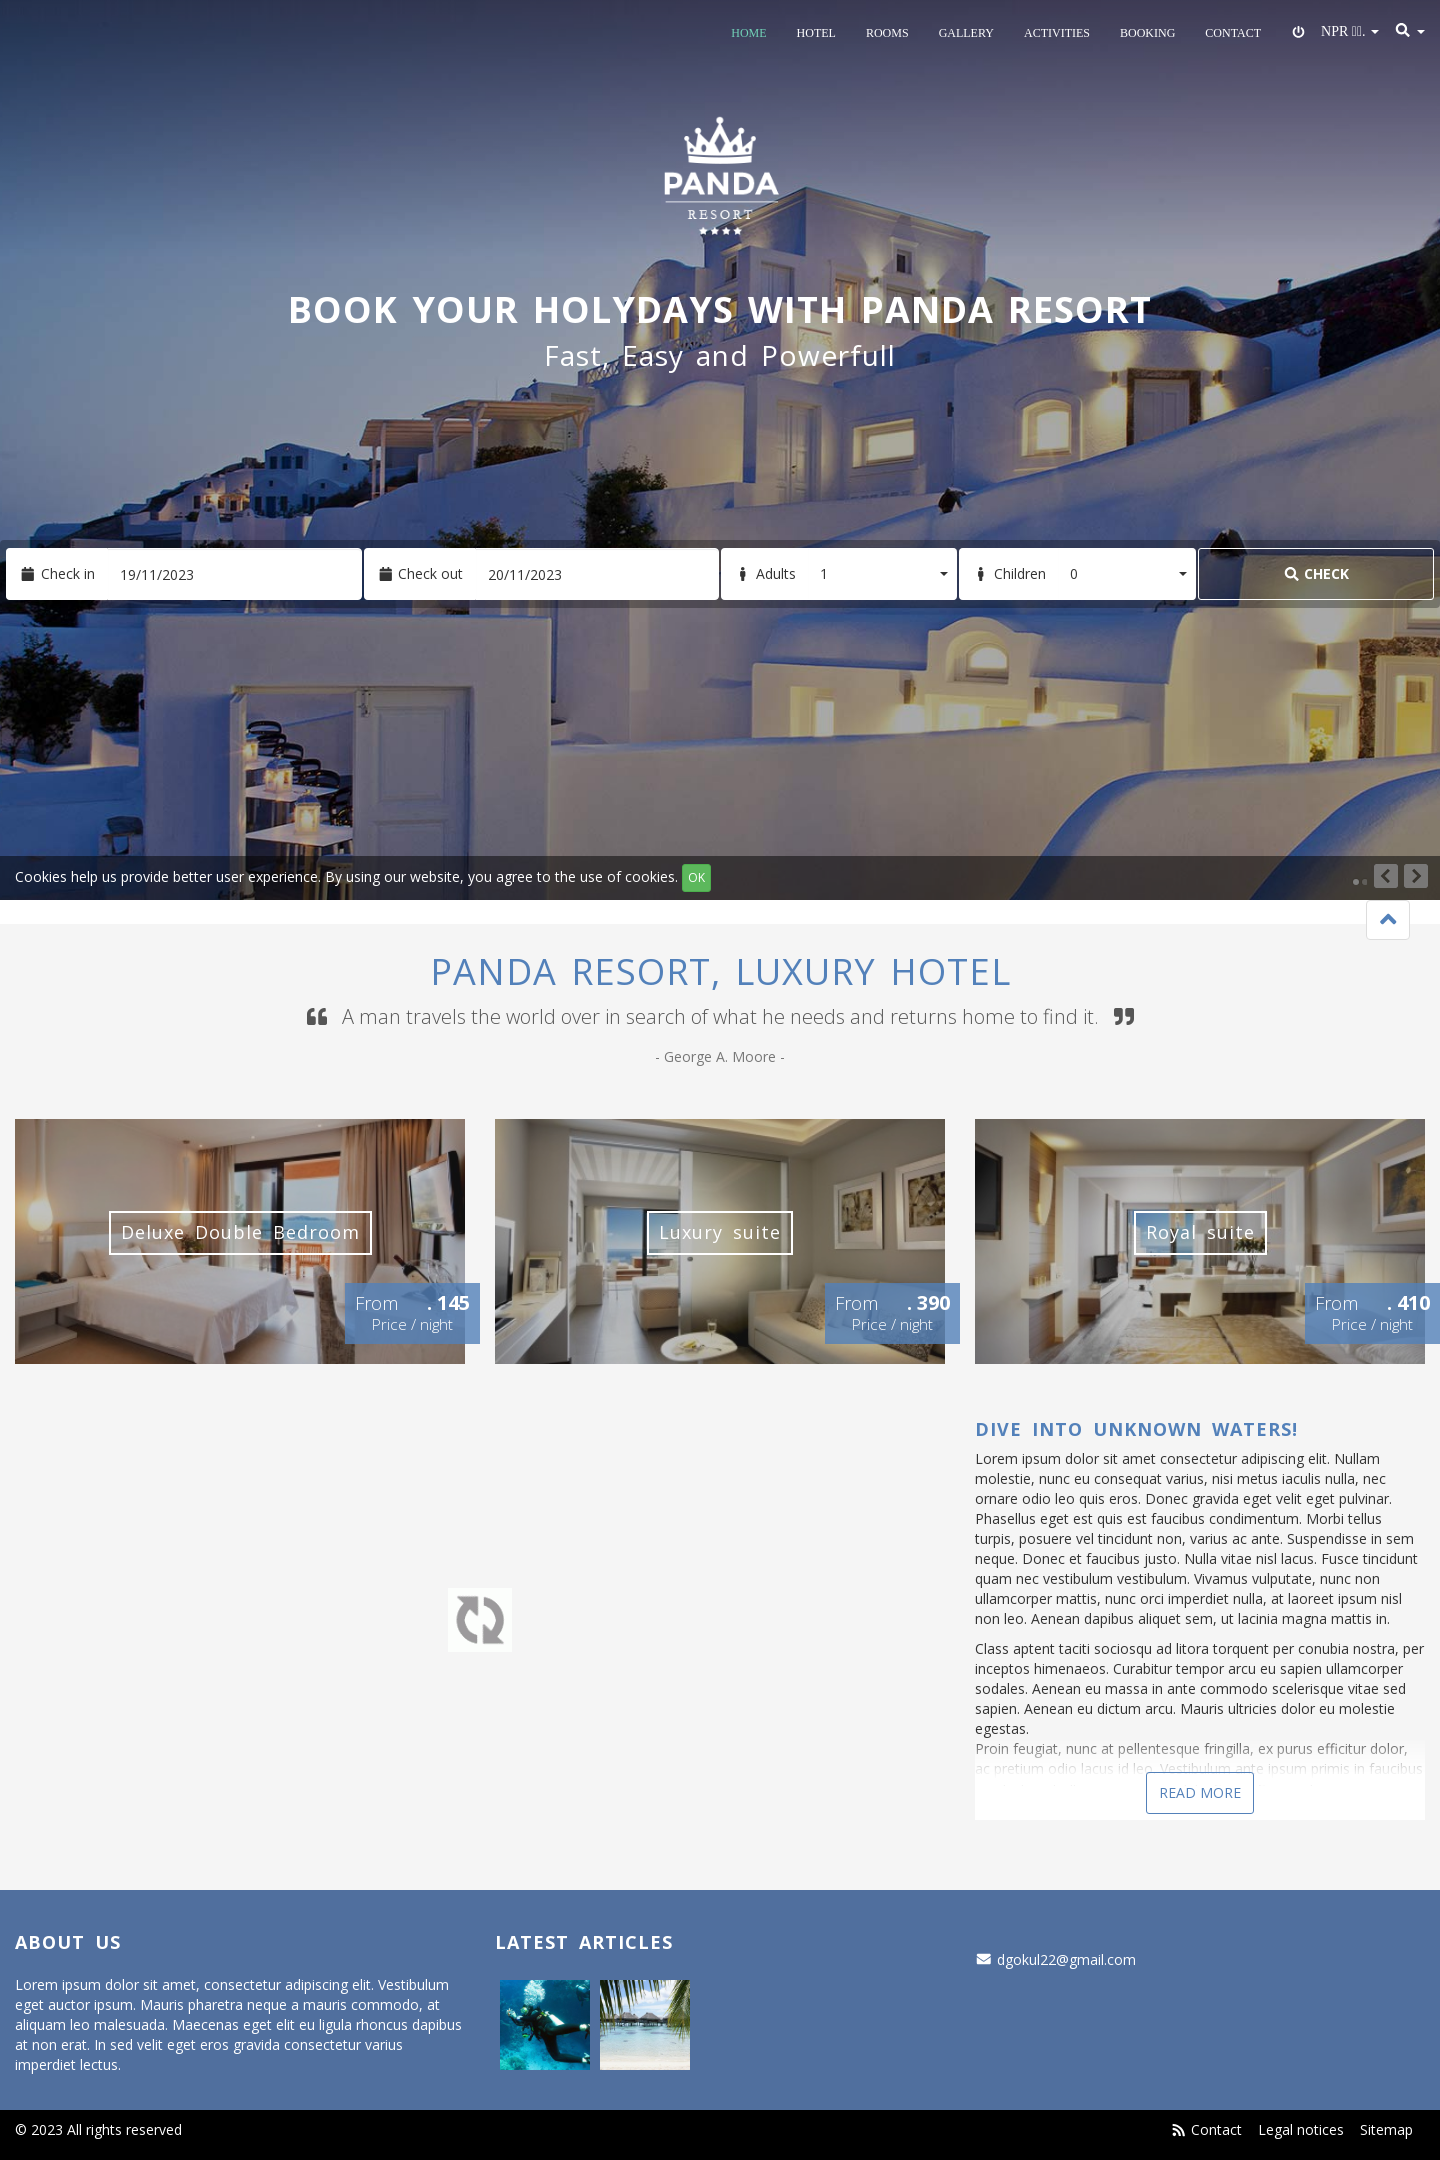 HOME HOTEL ROOMS GALLERY ACTIVITIES BOOKING CONTACT NPR
PANDA
RESORT
BOOK YOUR HOLYDAYS WITH PANDA RESORT
Fast, Easy and Powerfull
Check in 19/11/2023 Check out 20/11/2023 Adults 1 Children 0 CHECK
Cookies help us provide better user experience. By using our website, you agree to the use of cookies. OK
PANDA RESORT, LUXURY HOTEL
A man travels the world over in search of what he needs and returns home to find it.
- George A. Moore -
Deluxe Double Bedroom
From . 145
Price / night
Luxury suite
From . 390
Price / night
Royal suite
From . 410
Price / night
DIVE INTO UNKNOWN WATERS!
Lorem ipsum dolor sit amet consectetur adipiscing elit. Nullam
molestie, nunc eu consequat varius, nisi metus iaculis nulla, nec
ornare odio leo quis eros. Donec gravida eget velit eget pulvinar.
Phasellus eget est quis est faucibus condimentum. Morbi tellus
turpis, posuere vel tincidunt non, varius ac ante. Suspendisse in sem
neque. Donec et faucibus justo. Nulla vitae nisl lacus. Fusce tincidunt
quam nec vestibulum vestibulum. Vivamus vulputate, nunc non
ullamcorper mattis, nunc orci imperdiet nulla, at laoreet ipsum nisl
non leo. Aenean dapibus aliquet sem, ut lacinia magna mattis in.
Class aptent taciti sociosqu ad litora torquent per conubia nostra, per
inceptos himenaeos. Curabitur tempor arcu eu sapien ullamcorper
sodales. Aenean eu massa in ante commodo scelerisque vitae sed
sapien. Aenean eu dictum arcu. Mauris ultricies dolor eu molestie
egestas.
Proin feugiat, nunc at pellentesque fringilla, ex purus efficitur dolor,
ac pretium odio lacus id leo. Vestibulum ante ipsum primis in faucibus
READ MORE
ABOUT US
Lorem ipsum dolor sit amet, consectetur adipiscing elit. Vestibulum
eget auctor ipsum. Mauris pharetra neque a mauris commodo, at
aliquam leo malesuada. Maecenas eget elit eu ligula rhoncus dapibus
at non erat. In sed velit eget eros gravida consectetur varius
imperdiet lectus.
LATEST ARTICLES
dgokul22@gmail.com
© 2023 All rights reserved
Contact Legal notices Sitemap